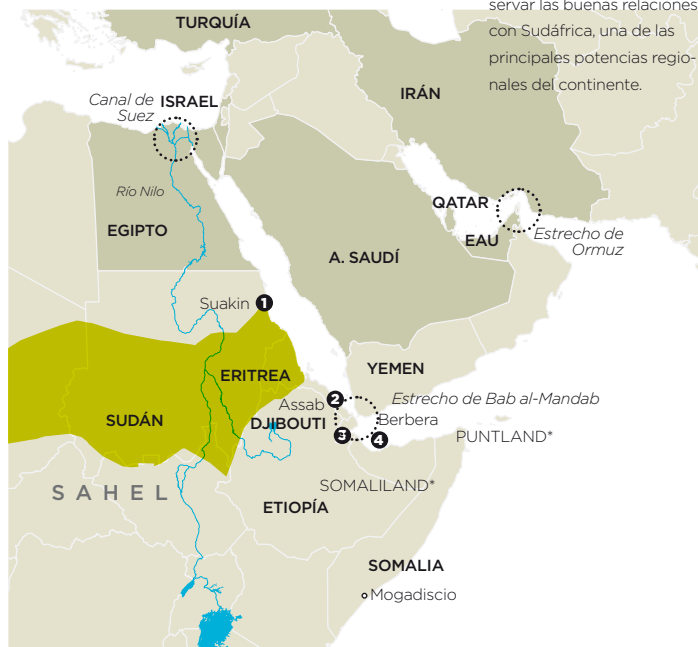 servar las buenas relaciones
con Sudáfrica, una de las
principales potencias regio-
nales del continente.
TURQUÍA
IRÁN
Canal de
Suez
ISRAEL
Río Nilo
EGIPTO
QATAR
EAU
Estrecho de
Ormuz
A. SAUDÍ
Suakin 1
YEMEN
ERITREA
Assab 2
Estrecho de Bab al-Mandab
Berbera
SUDÁN
DJIBOUTI
3
4
PUNTLAND*
SAHEL
SOMALILAND*
ETIOPÍA
SOMALIA
Mogadiscio